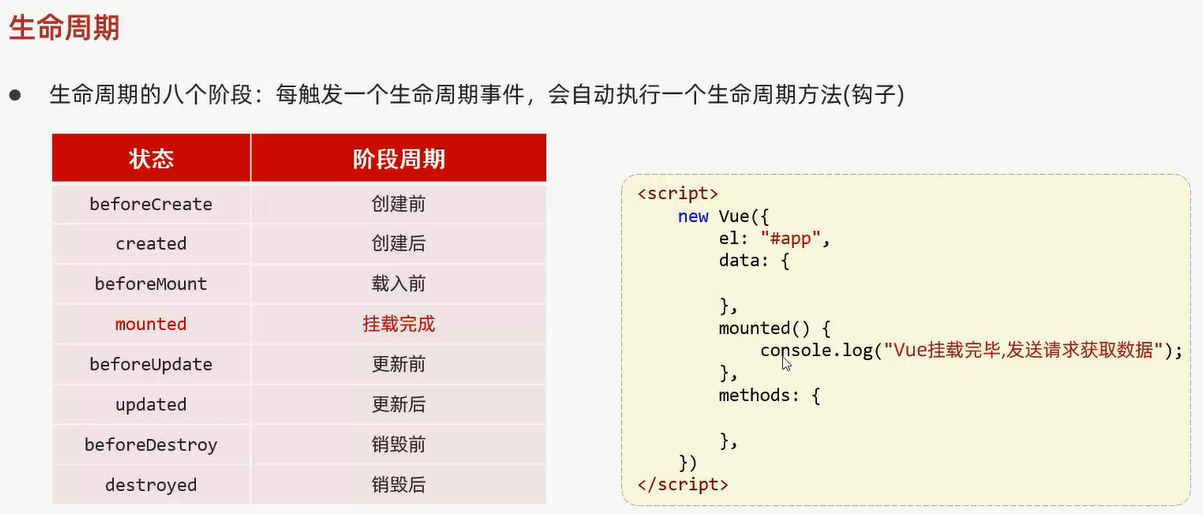 生命周期
● 生命周期的八个阶段：每触发一个生命周期事件，会自动执行一个生命周期方法(钩子)
状态 阶段周期
beforeCreate 创建前
created 创建后
beforeMount 载入前
mounted 挂载完成
beforeUpdate 更新前
updated 更新后
beforeDestroy 销毁前
destroyed 销毁后
<script>
new Vue({
el: "#app",
data: {
},
mounted() {
console.log("Vue挂载完毕,发送请求获取数据");
},
methods: {
},
})
</script>